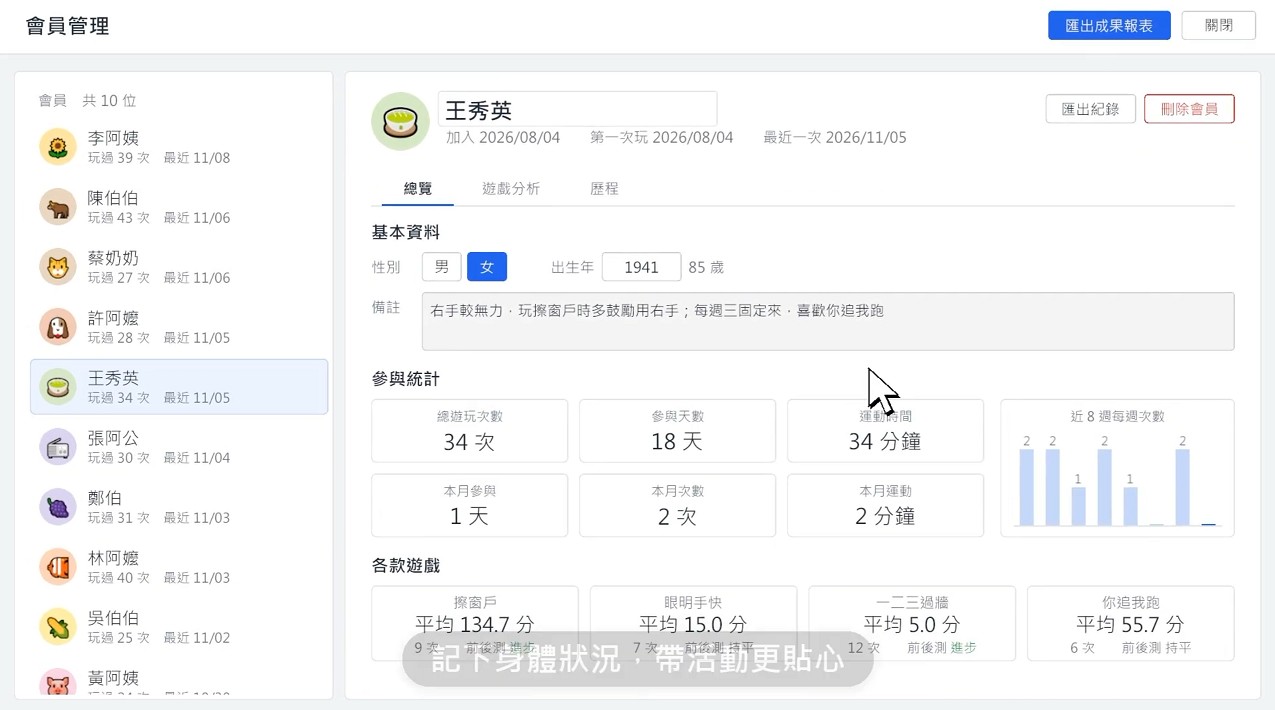 會員管理
匯出成果報表
關閉
會員 共 10 位
李阿姨
玩過 39 次 最近 11/08
陳伯伯
玩過 43 次 最近 11/06
蔡奶奶
玩過 27 次 最近 11/06
許阿嬤
玩過 28 次 最近 11/05
王秀英
玩過 34 次 最近 11/05
張阿公
玩過 30 次 最近 11/04
鄭伯
玩過 31 次 最近 11/03
林阿嬤
玩過 40 次 最近 11/03
吳伯伯
玩過 25 次 最近 11/02
黃阿姨
王秀英
匯出紀錄
刪除會員
加入 2026/08/04 第一次玩 2026/08/04 最近一次 2026/11/05
總覽 遊戲分析 歷程
基本資料
性別 男 女 出生年 1941 85 歲
備註
右手較無力，玩擦窗戶時多鼓勵用右手；每週三固定來，喜歡你追我跑
參與統計
總遊玩次數
34 次
參與天數
18 天
運動時間
34 分鐘
本月參與
1 天
本月次數
2 次
本月運動
2 分鐘
近 8 週每週次數
2 2 1 2 1 2
各款遊戲
擦窗戶
平均 134.7 分
9 次 前後測 進步
眼明手快
平均 15.0 分
7 次 前後測 持平
一二三過牆
平均 5.0 分
12 次 前後測 進步
你追我跑
平均 55.7 分
6 次 前後測 持平
記下身體狀況，帶活動更貼心